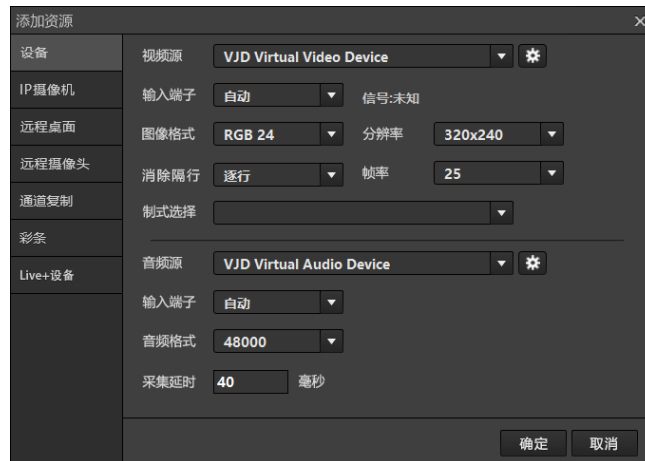 添加资源
设备
IP摄像机
远程桌面
远程摄像头
通道复制
彩条
Live+设备
视频源 VJD Virtual Video Device
输入端子 自动 信号:未知
图像格式 RGB 24 分辨率 320x240
消除隔行 逐行 帧率 25
制式选择
音频源 VJD Virtual Audio Device
输入端子 自动
音频格式 48000
采集延时 40 毫秒
确定 取消